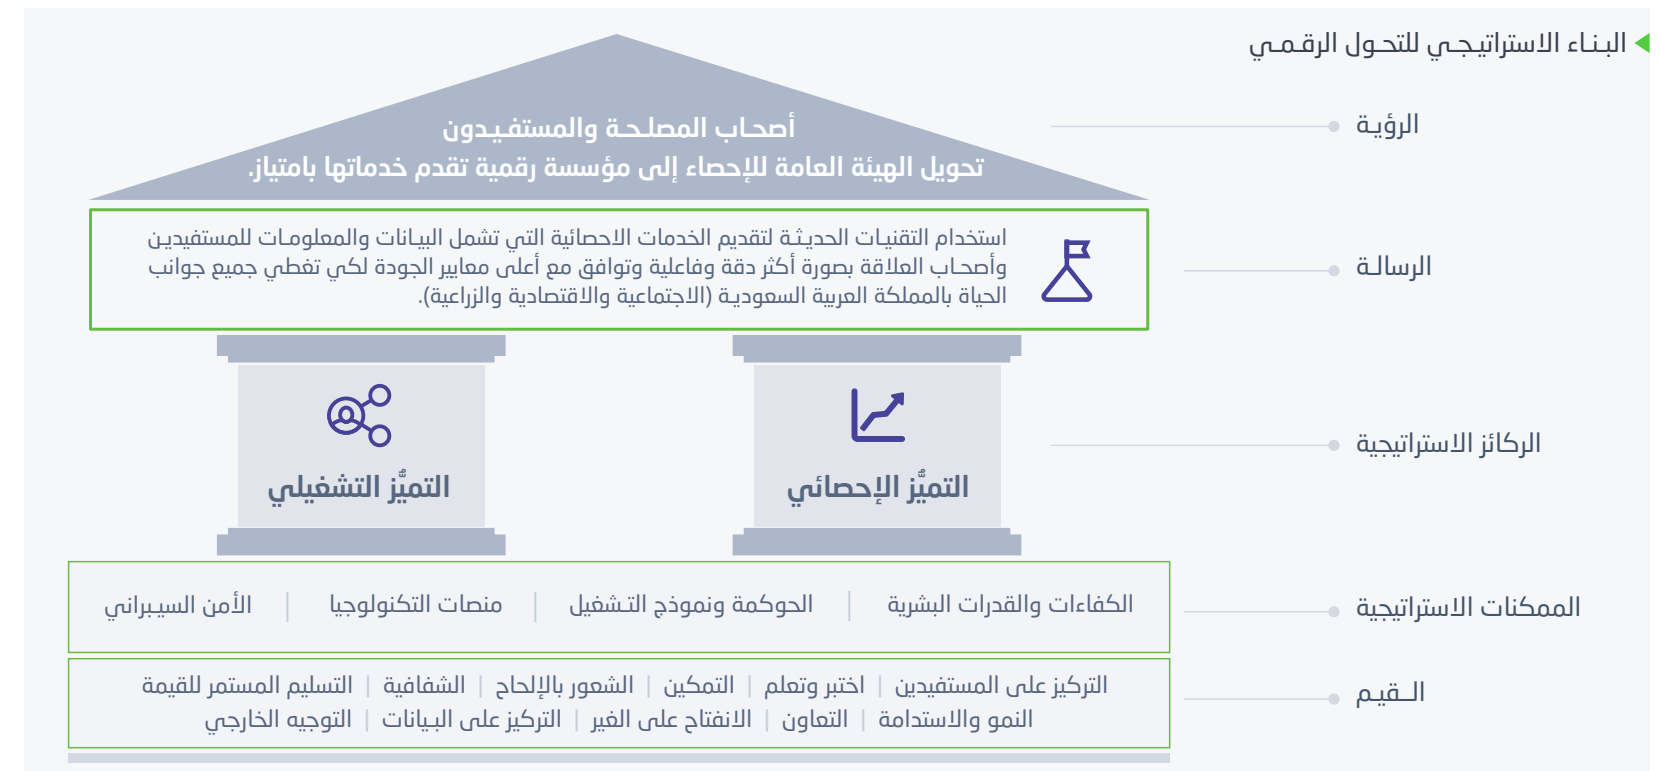 البناء الاستراتيجي للتحول الرقمي
الرؤية
أصحاب المصلحة والمستفيدون
تحويل الهيئة العامة للإحصاء إلى مؤسسة رقمية تقدم خدماتها بامتياز.
الرسالة
استخدام التقنيات الحديثة لتقديم الخدمات الاحصائية التي تشمل البيانات والمعلومات للمستفيدين
وأصحاب العلاقة بصورة أكثر دقة وفاعلية وتوافق مع أعلى معايير الجودة لكي تغطي جميع جوانب
الحياة بالمملكة العربية السعودية (الاجتماعية والاقتصادية والزراعية).
الركائز الاستراتيجية
التميُّز الإحصائي
التميُّز التشغيلي
الممكنات الاستراتيجية
الكفاءات والقدرات البشرية | الحوكمة ونموذج التشغيل | منصات التكنولوجيا | الأمن السيبراني
القيم
التركيز على المستفيدين | اختبر وتعلم | التمكين | الشعور بالإلحاح | الشفافية | التسليم المستمر للقيمة
النمو والاستدامة | التعاون | الانفتاح على الغير | التركيز على البيانات | التوجيه الخارجي